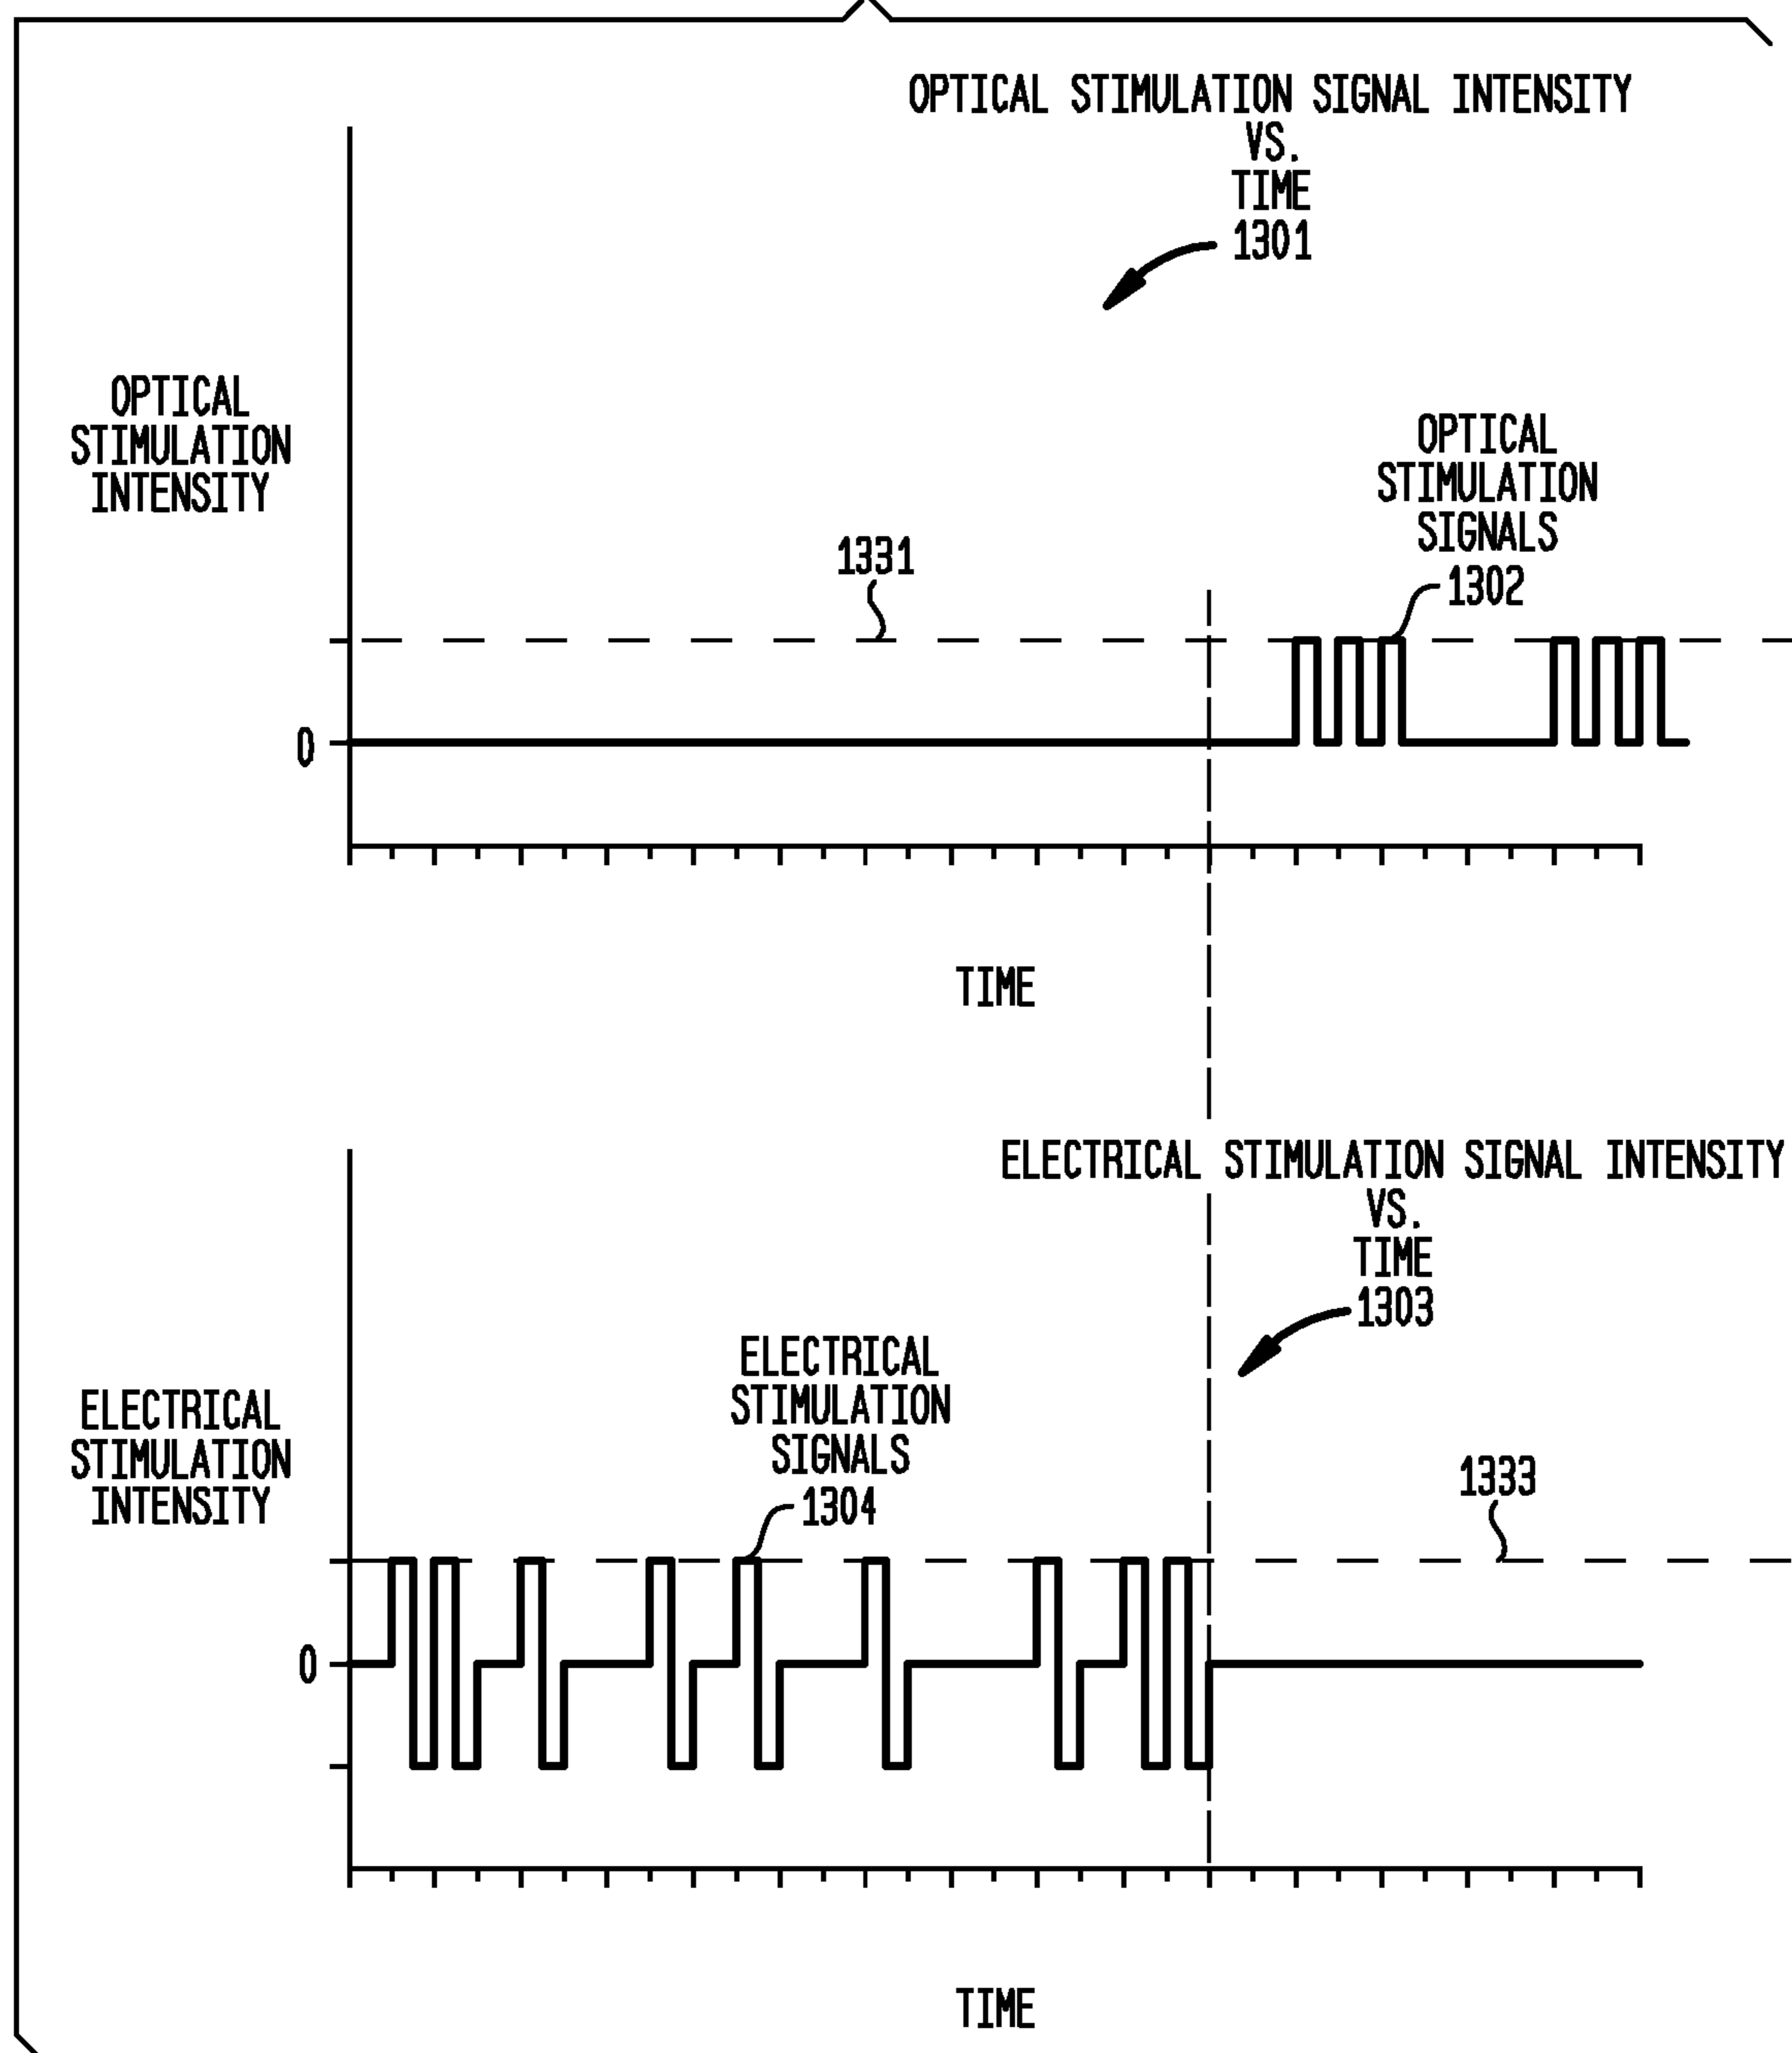 OPTICAL STIMULATION SIGNAL INTENSITY
VS.
TIME
1301
OPTICAL
STIMULATION
INTENSITY
OPTICAL
STIMULATION
SIGNALS
1302
1331
0
TIME
ELECTRICAL STIMULATION SIGNAL INTENSITY
VS.
TIME
1303
ELECTRICAL
STIMULATION
SIGNALS
1304
ELECTRICAL
STIMULATION
INTENSITY
1333
0
TIME